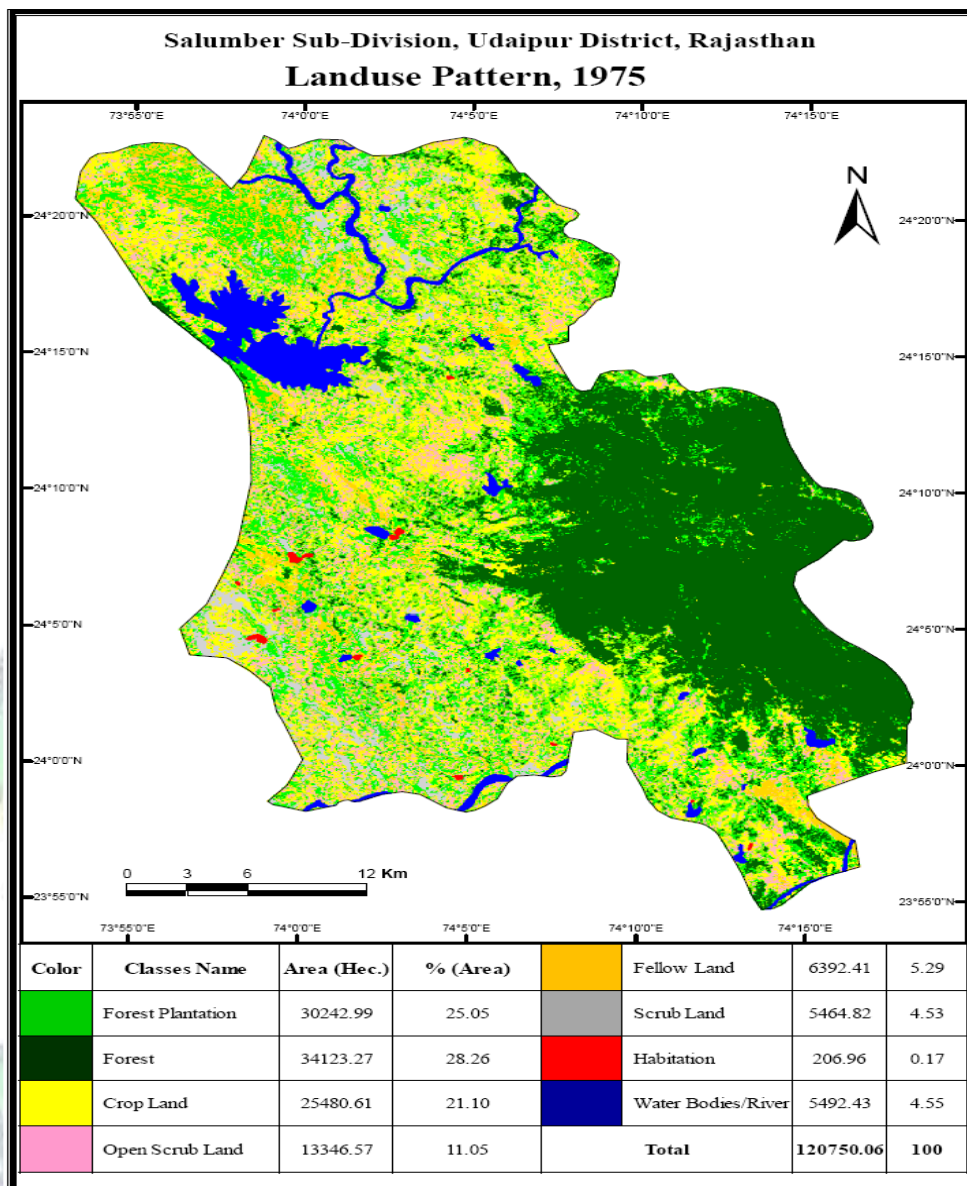 Salumber Sub-Division, Udaipur District, Rajasthan
Landuse Pattern, 1975
73°55'0"E 74°0'0"E 74°5'0"E 74°10'0"E 74°15'0"E
N
24°20'0"N 24°20'0"N
24°15'0"N 24°15'0"N
24°10'0"N 24°10'0"N
24°5'0"N 24°5'0"N
24°0'0"N 24°0'0"N
0 3 6 12 Km
23°55'0"N 23°55'0"N
73°55'0"E 74°0'0"E 74°5'0"E 74°10'0"E 74°15'0"E
Color Classes Name Area (Hec.) % (Area) Fellow Land 6392.41 5.29
Forest Plantation 30242.99 25.05 Scrub Land 5464.82 4.53
Forest 34123.27 28.26 Habitation 206.96 0.17
Crop Land 25480.61 21.10 Water Bodies/River 5492.43 4.55
Open Scrub Land 13346.57 11.05 Total 120750.06 100